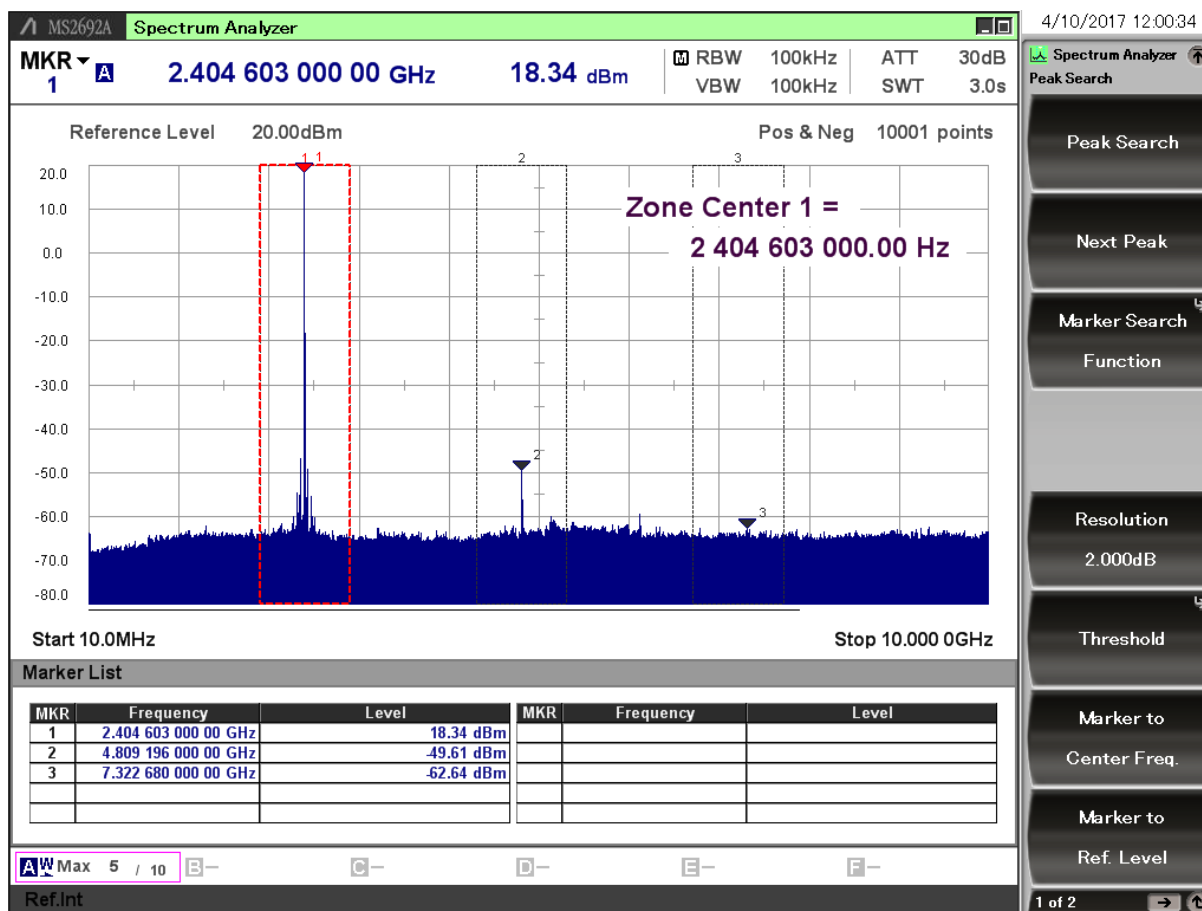 MS2692A Spectrum Analyzer
4/10/2017 12:00:34
MKR
1
A
2.404 603 000 00 GHz
18.34 dBm
M RBW 100kHz
VBW 100kHz
ATT 30dB
SWT 3.0s
Reference Level 20.00dBm
Pos & Neg 10001 points
1 1
2
3
20.0
10.0
0.0
-10.0
-20.0
-30.0
-40.0
-50.0
-60.0
-70.0
-80.0
Zone Center 1 =
2 404 603 000.00 Hz
2
3
Start 10.0MHz
Stop 10.000 0GHz
Marker List
MKR Frequency Level MKR Frequency Level
1 2.404 603 000 00 GHz 18.34 dBm
2 4.809 196 000 00 GHz -49.61 dBm
3 7.322 680 000 00 GHz -62.64 dBm
A W Max 5 / 10 B- C- D- E- F-
Ref.Int
Spectrum Analyzer
Peak Search
Peak Search
Next Peak
Marker Search
Function
Resolution
2.000dB
Threshold
Marker to
Center Freq.
Marker to
Ref. Level
1 of 2